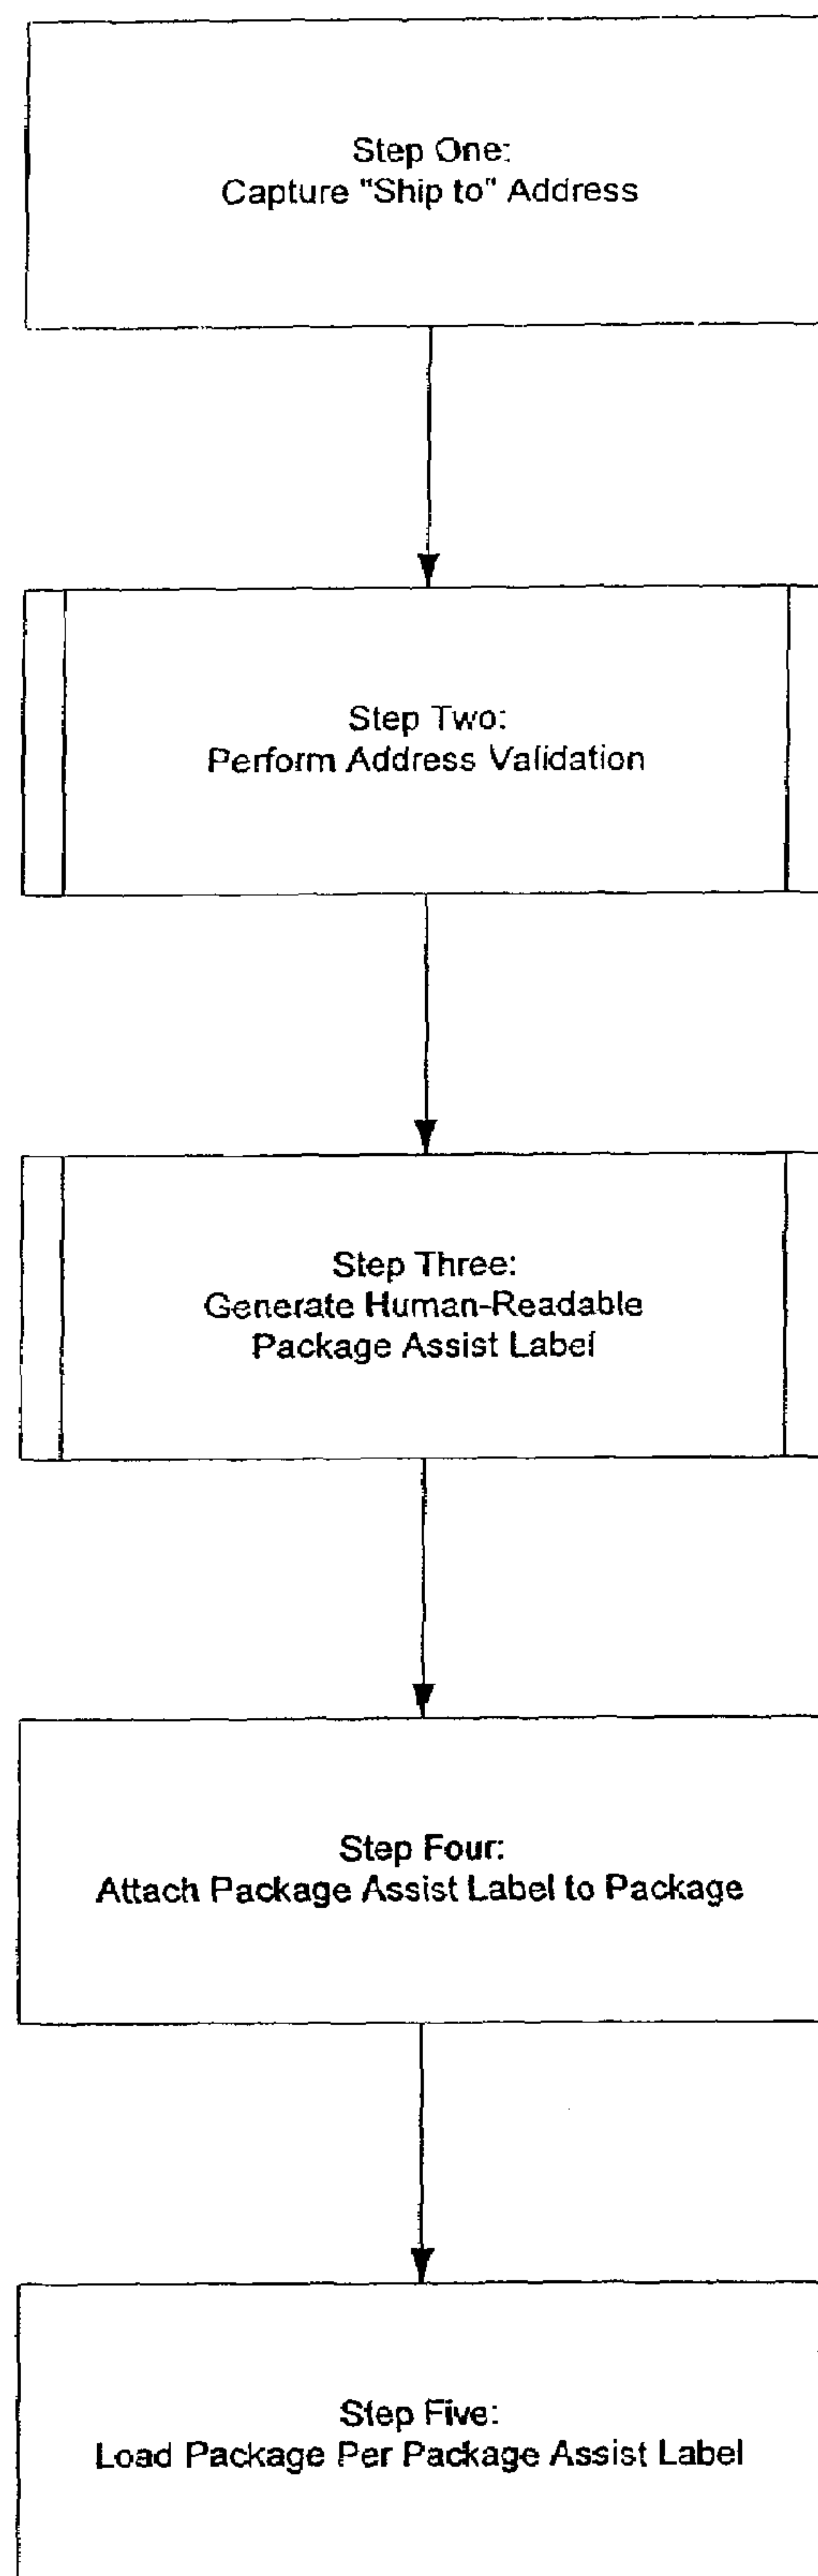 Step One:
Capture "Ship to" Address
Step Two:
Perform Address Validation
Step Three:
Generate Human-Readable
Package Assist Label
Step Four:
Attach Package Assist Label to Package
Step Five:
Load Package Per Package Assist Label